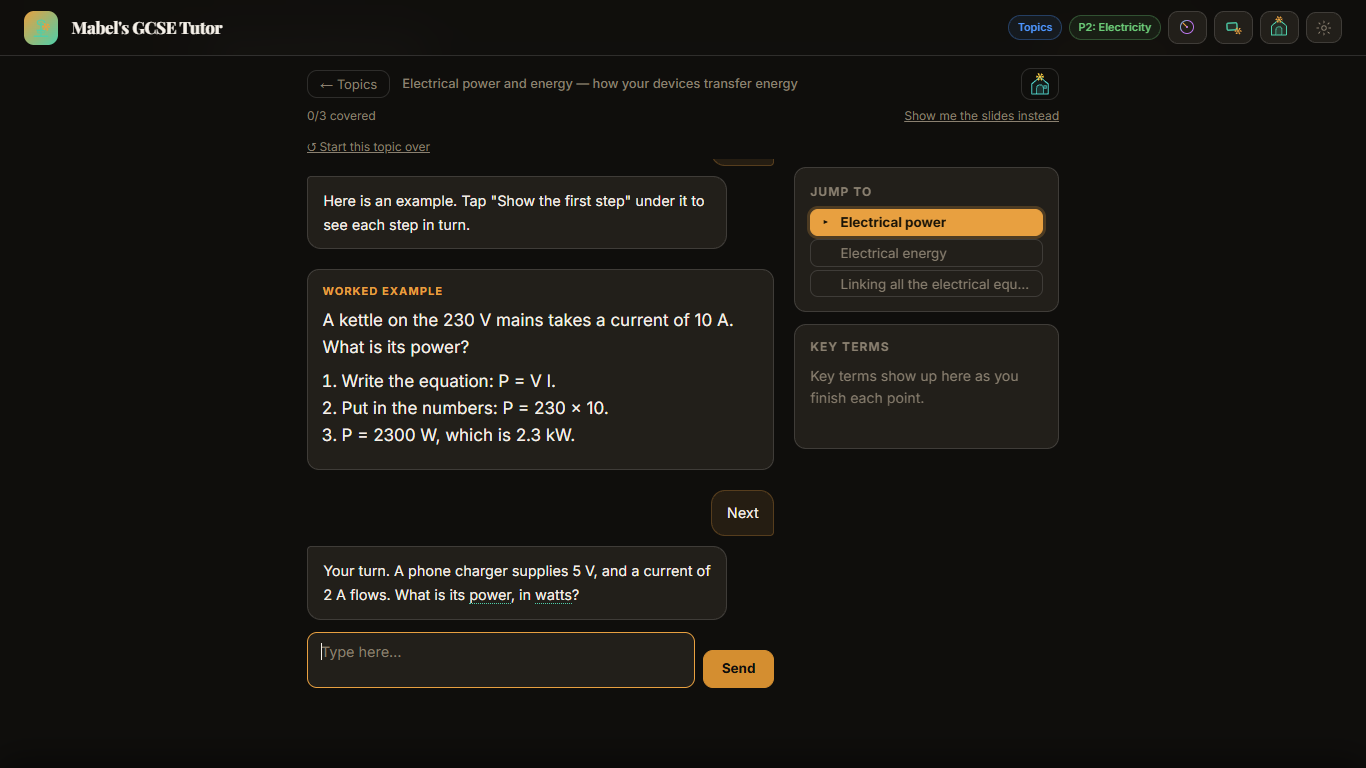 Mabel's GCSE Tutor
Topics
P2: Electricity
← Topics
Electrical power and energy — how your devices transfer energy
0/3 covered
Show me the slides instead
↺ Start this topic over
Here is an example. Tap "Show the first step" under it to
see each step in turn.
WORKED EXAMPLE
A kettle on the 230 V mains takes a current of 10 A.
What is its power?
1. Write the equation: P = V I.
2. Put in the numbers: P = 230 × 10.
3. P = 2300 W, which is 2.3 kW.
Next
Your turn. A phone charger supplies 5 V, and a current of
2 A flows. What is its power, in watts?
Type here...
Send
JUMP TO
‣ Electrical power
Electrical energy
Linking all the electrical equ...
KEY TERMS
Key terms show up here as you
finish each point.